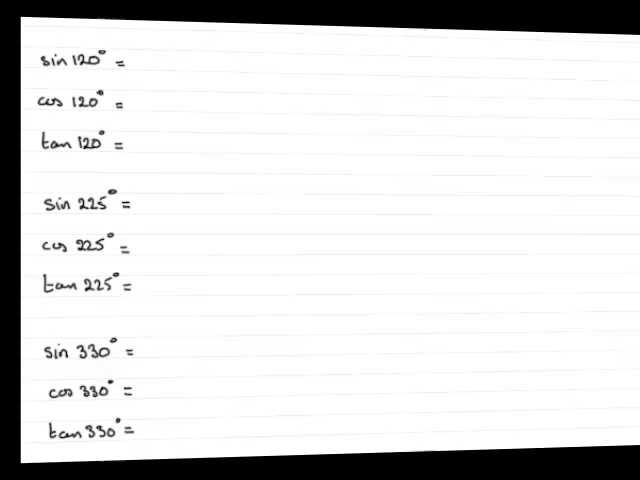 sin 120° =
cos 120° =
tan 120° =
sin 225° =
cos 225° =
tan 225° =
sin 330° =
cos 330° =
tan 330° =